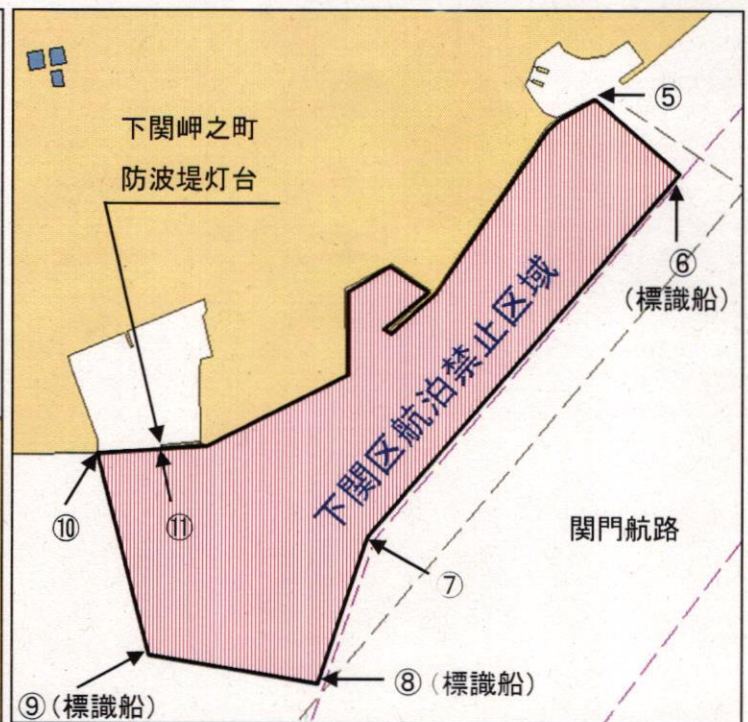 下関岬之町
防波堤灯台
⑤
⑥
(標識船)
下関区航泊禁止区域
関門航路
⑦
⑧(標識船)
⑨(標識船)
⑩
⑪